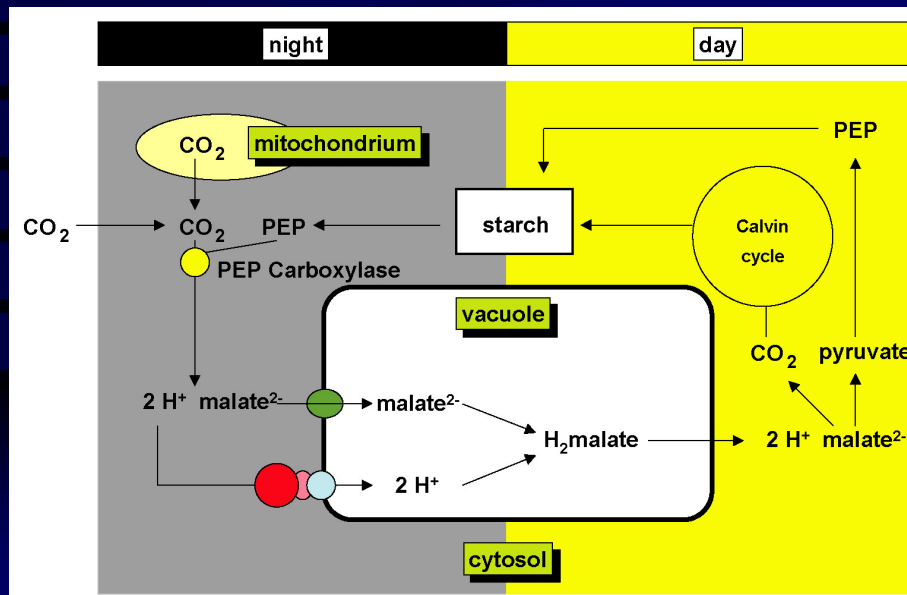 night
day
CO₂
mitochondrium
PEP
CO₂
CO₂
PEP
starch
Calvin
cycle
PEP Carboxylase
vacuole
CO₂
pyruvate
2 H⁺ malate²⁻
malate²⁻
H₂malate
2 H⁺ malate²⁻
2 H⁺
cytosol